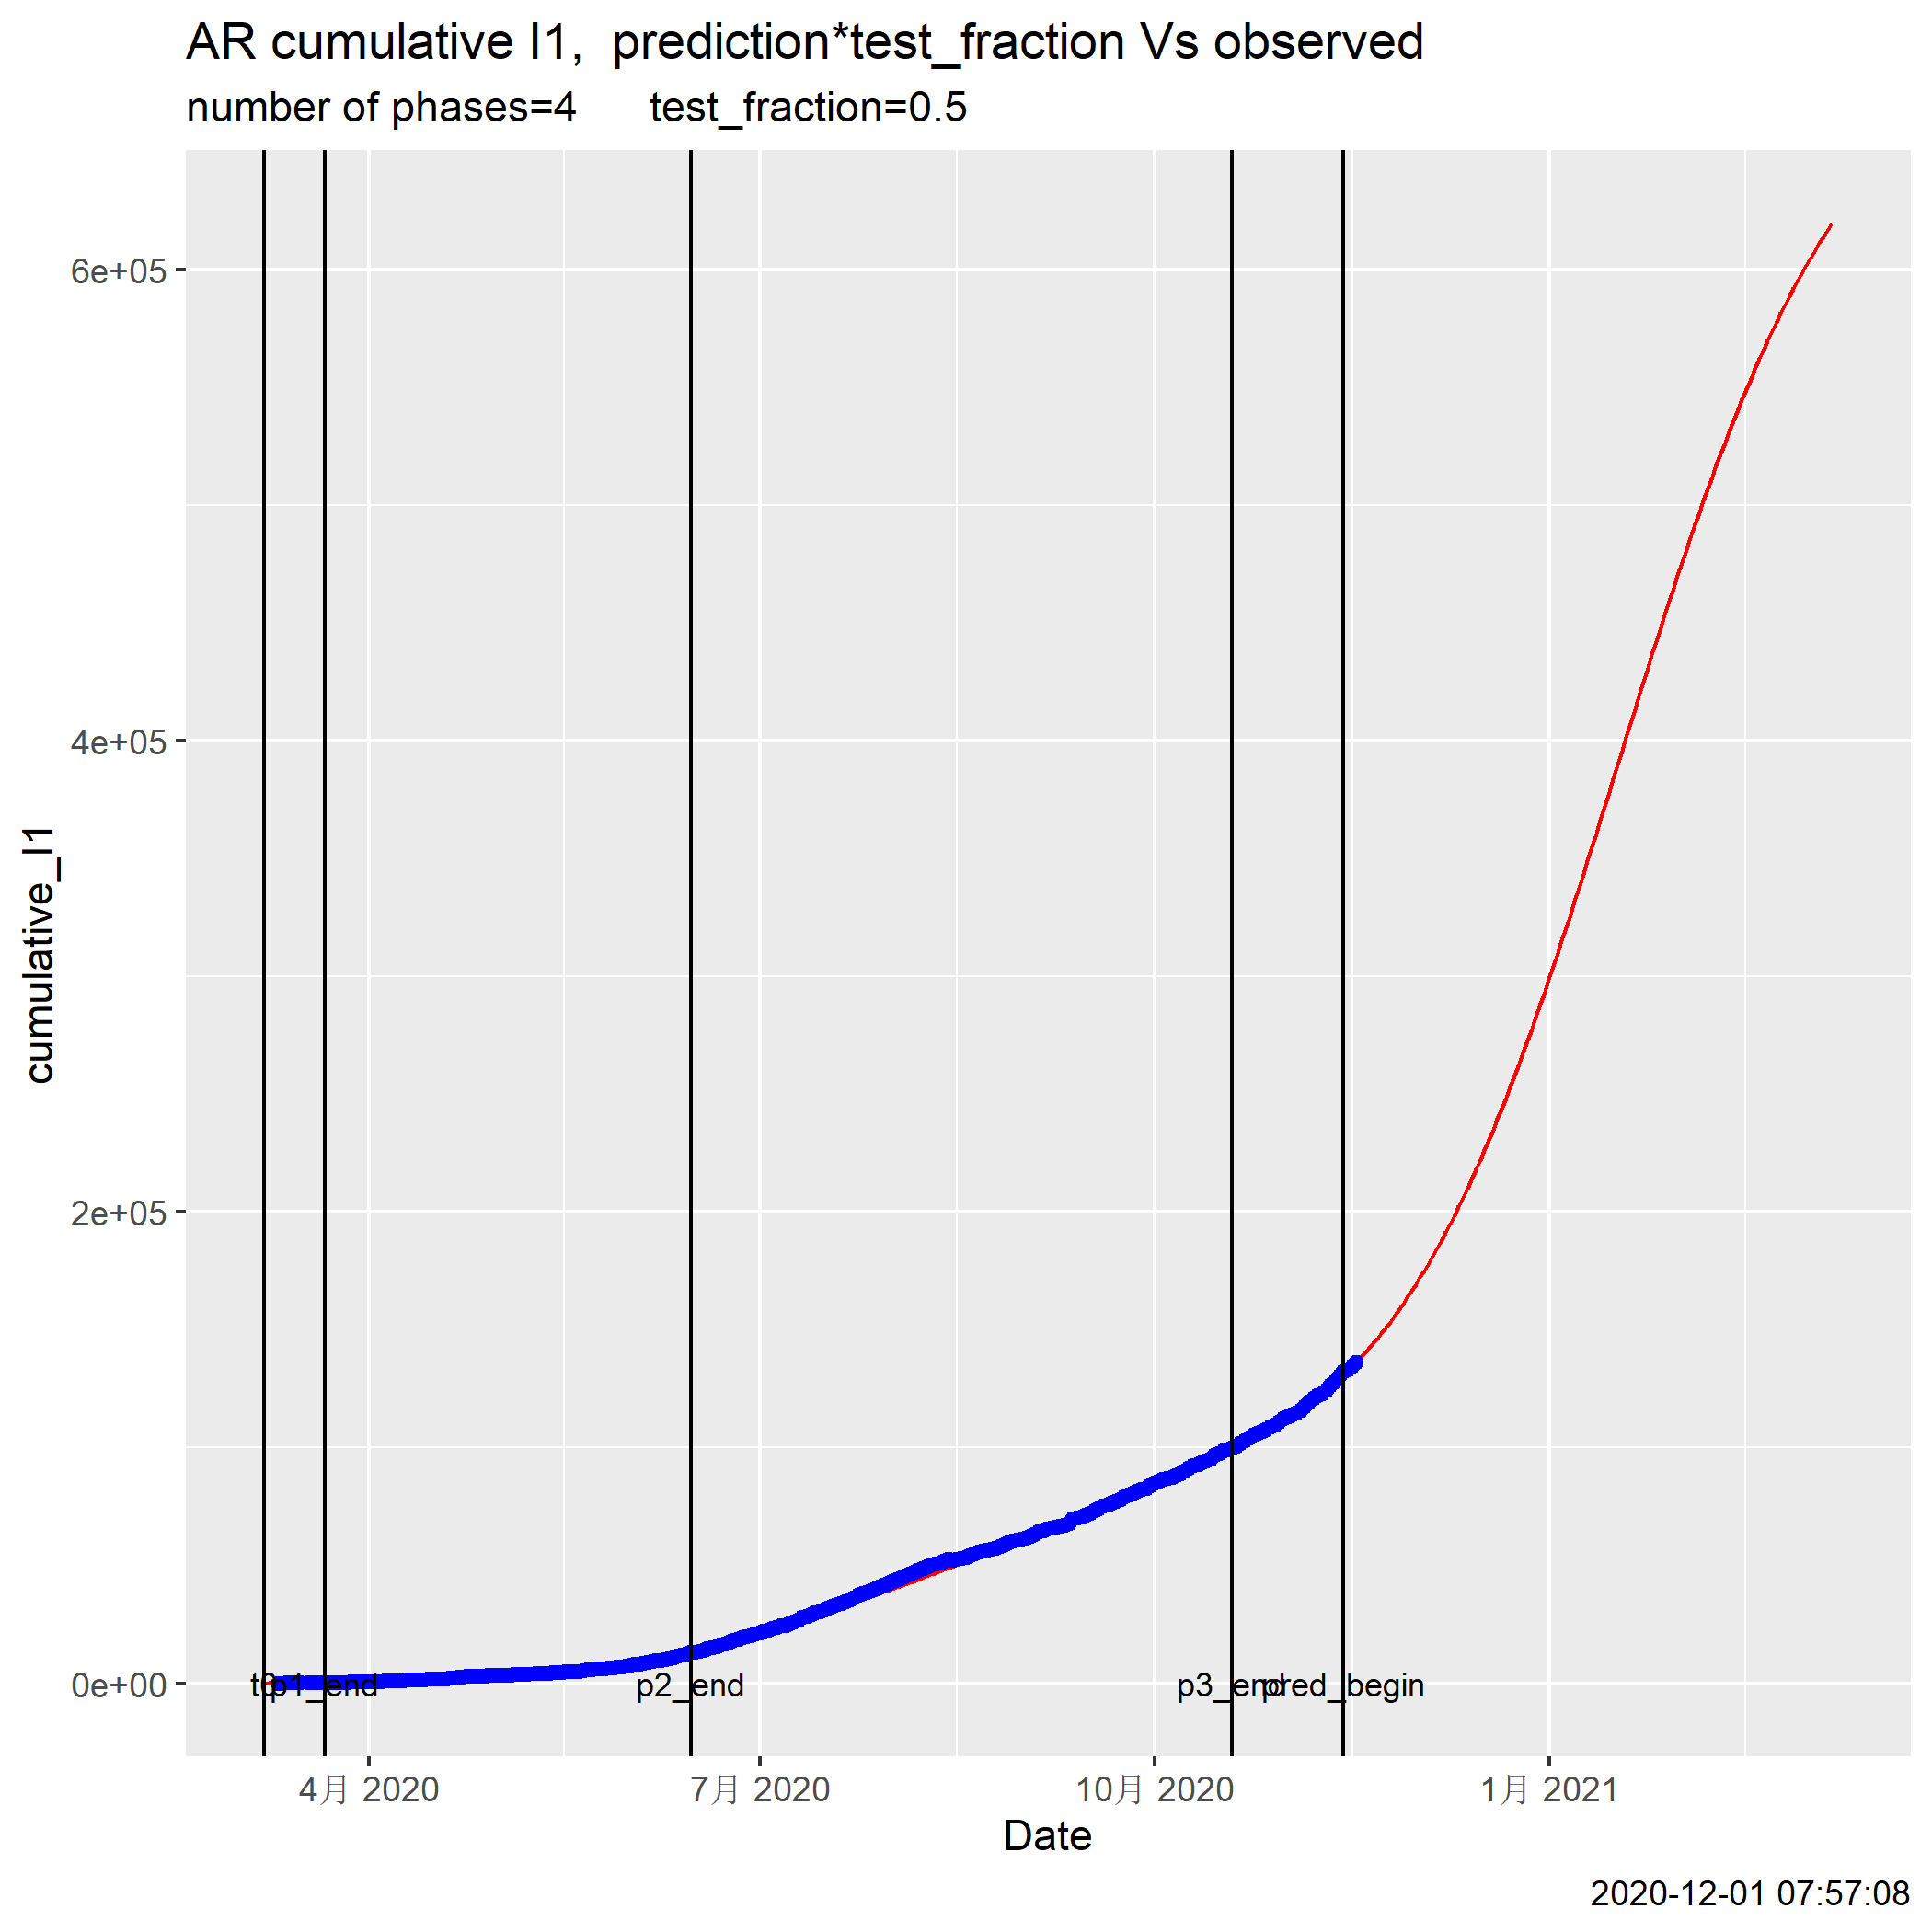 AR cumulative I1,  prediction*test_fraction Vs observed
number of phases=4      test_fraction=0.5
6e+05
4e+05
2e+05
0e+00
cumulative_I1
t0
p1_end
p2_end
p3_end
pred_begin
4月 2020
7月 2020
10月 2020
1月 2021
Date
2020-12-01 07:57:08